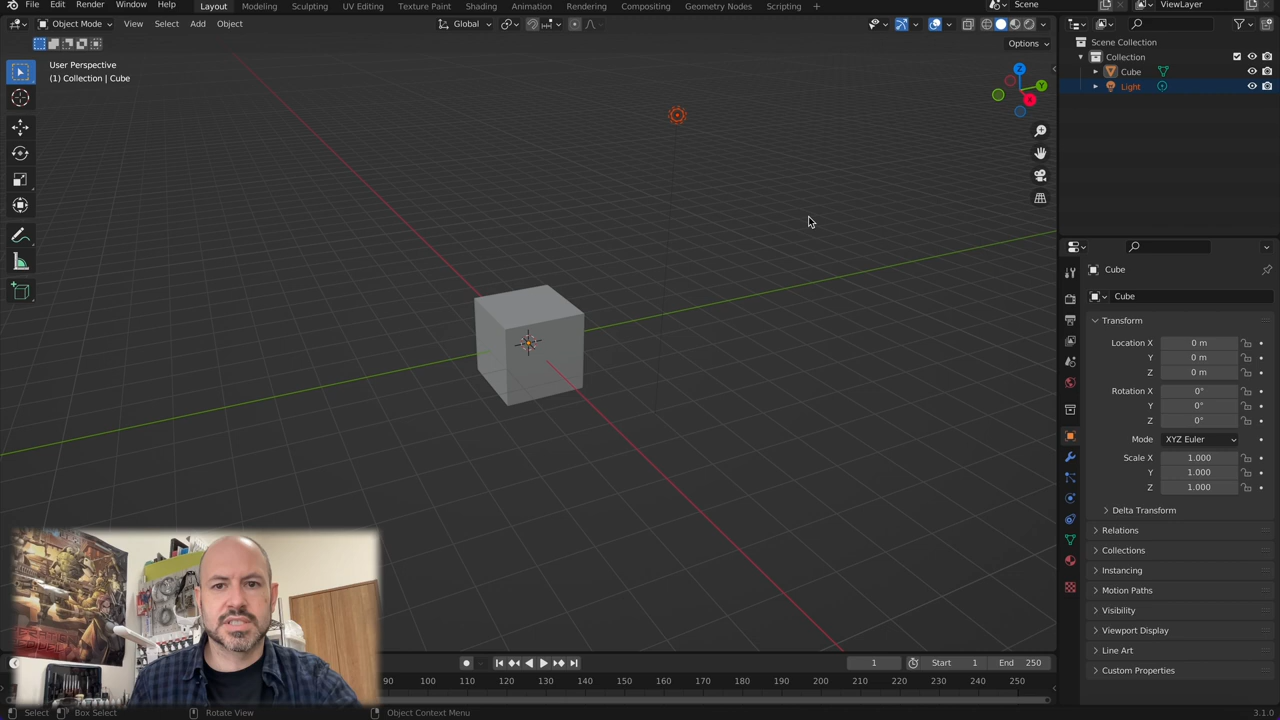 File Edit Render Window Help Layout Modeling Sculpting UV Editing Texture Paint Shading Animation Rendering Compositing Geometry Nodes Scripting + Scene ViewLayer
Object Mode View Select Add Object Global
Options
User Perspective
(1) Collection | Cube
Z
Y
X
Scene Collection
Collection
Cube
Light
Cube
Cube
Transform
Location X 0 m
Y 0 m
Z 0 m
Rotation X 0°
Y 0°
Z 0°
Mode XYZ Euler
Scale X 1.000
Y 1.000
Z 1.000
Delta Transform
Relations
Collections
Instancing
Motion Paths
Visibility
Viewport Display
Line Art
Custom Properties
1 Start 1 End 250
90 100 110 120 130 140 150 160 170 180 190 200 210 220 230 240 250
Select Box Select Rotate View Object Context Menu 3.1.0